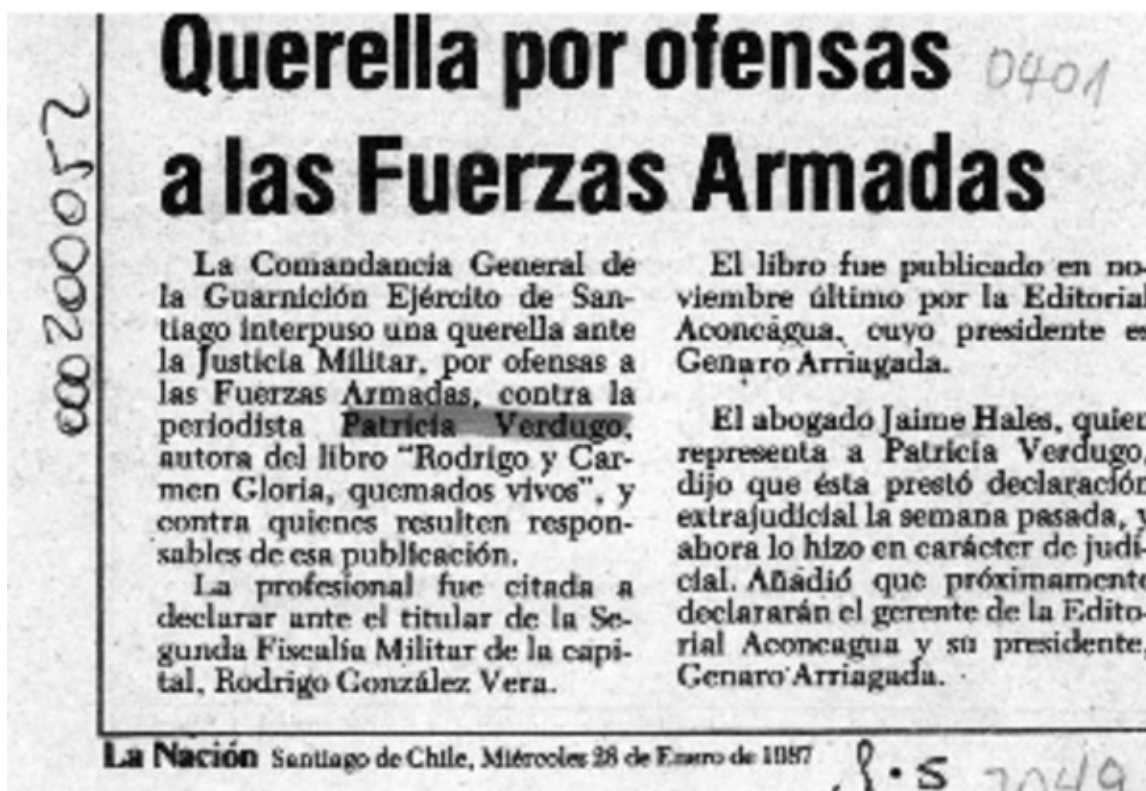 Querella por ofensas
a las Fuerzas Armadas
0401
00020052
La Comandancia General de
la Guarnición Ejército de San-
tiago interpuso una querella ante
la Justicia Militar, por ofensas a
las Fuerzas Armadas, contra la
periodista Patricia Verdugo,
autora del libro "Rodrigo y Car-
men Gloria, quemados vivos", y
contra quienes resulten respon-
sables de esa publicación.
La profesional fue citada a
declarar ante el titular de la Se-
gunda Fiscalía Militar de la capi-
tal, Rodrigo González Vera.
El libro fue publicado en no-
viembre último por la Editorial
Aconcagua, cuyo presidente es
Genaro Arriagada.
El abogado Jaime Hales, quien
representa a Patricia Verdugo,
dijo que ésta prestó declaración
extrajudicial la semana pasada, y
ahora lo hizo en carácter de judi-
cial. Añadió que próximamente
declararán el gerente de la Edito-
rial Aconcagua y su presidente,
Genaro Arriagada.
La Nación Santiago de Chile, Miércoles 28 de Enero de 1987